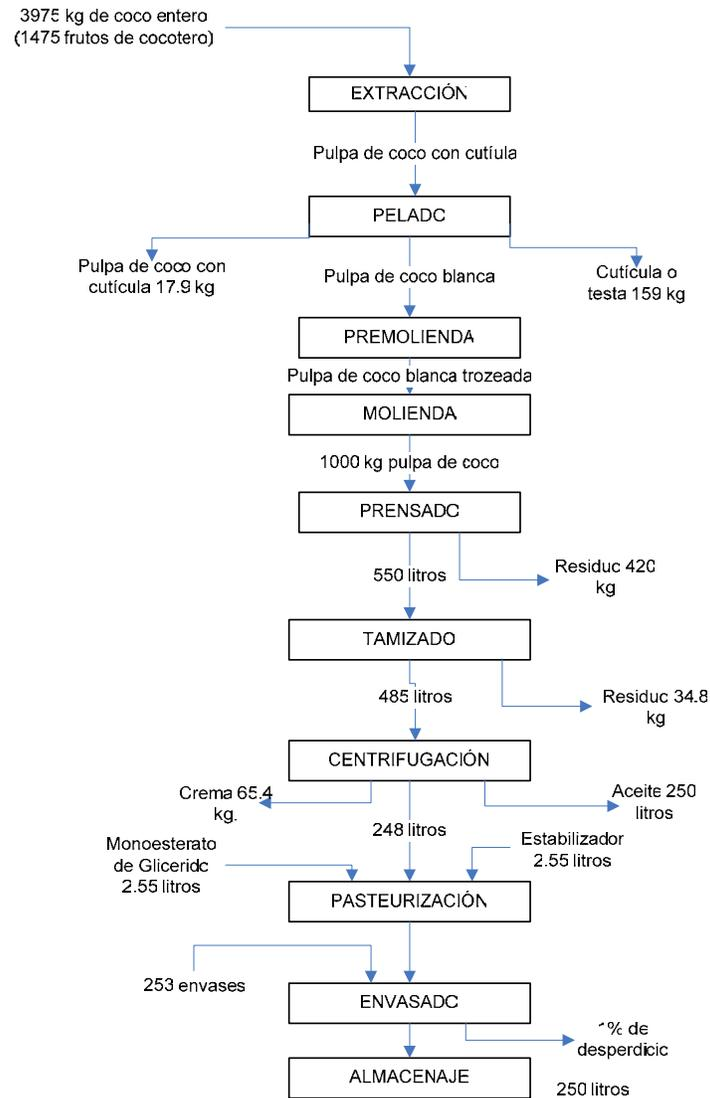 3975 kg de coco entero
(1475 frutos de cocotero)
EXTRACCIÓN
Pulpa de coco con cutíula
PELADC
Pulpa de coco con
cutícula 17.9 kg
Pulpa de coco blanca
Cutícula o
testa 159 kg
PREMOLIENDA
Pulpa de coco blanca trozeada
MOLIENDA
1000 kg pulpa de coco
PRENSADC
550 litros
Residuc 420
kg
TAMIZADO
485 litros
Residuc 34.8
kg
CENTRIFUGACIÓN
Crema 65.4
kg.
Aceite 250
litros
248 litros
Monoesterato
de Gliceridc
2.55 litros
Estabilizador
2.55 litros
PASTEURIZACIÓN
253 envases
ENVASADC
1% de
desperdicic
ALMACENAJE
250 litros